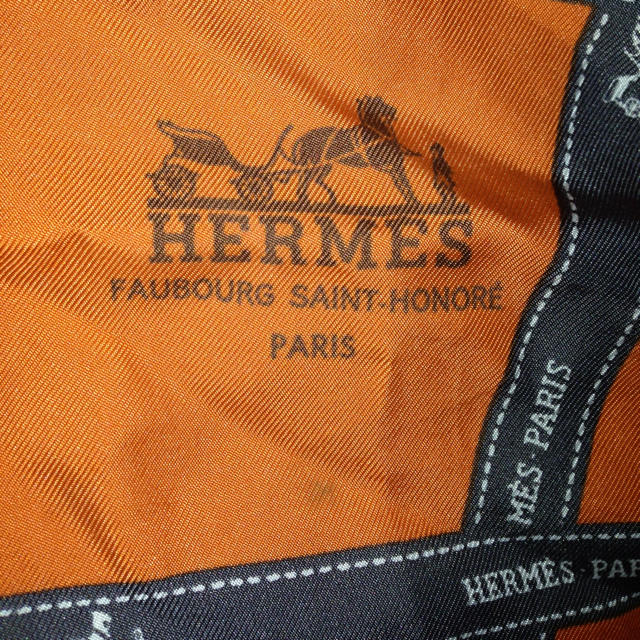 HERMES
FAUBOURG SAINT-HONORÉ
PARIS
MÈS-PARIS
HERMÈS-PAR